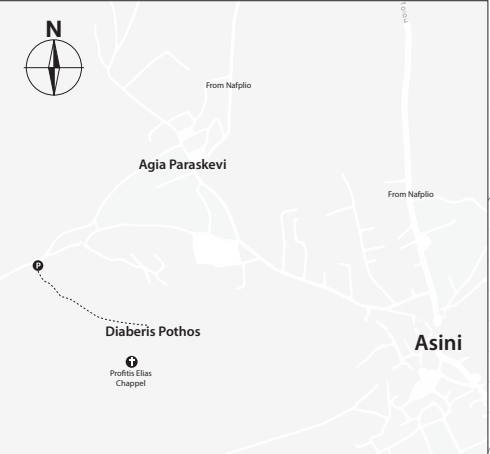 N
From Nafplio
Agia Paraskevi
From Nafplio
P
Diaberis Pothos
Asini
Profitis Elias
Chappel